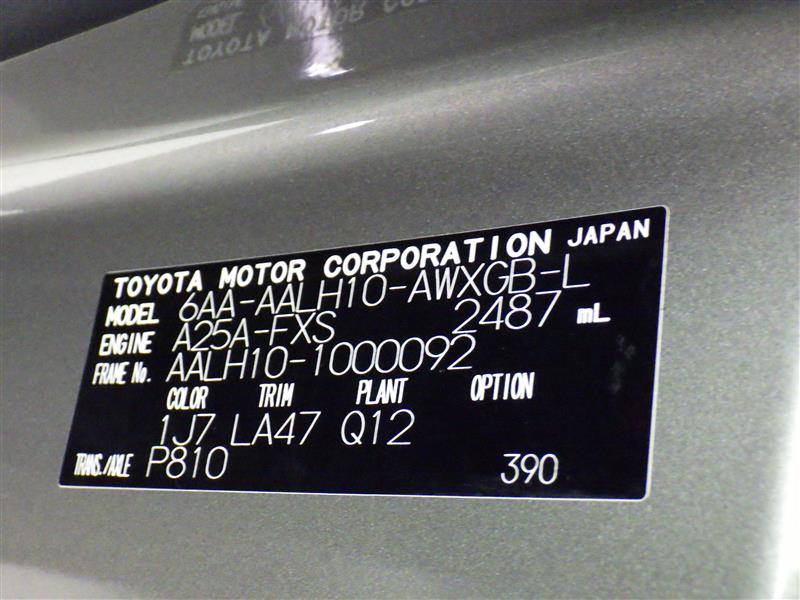 TOYOTA MOTOR CORPORATION JAPAN
MODEL 6AA-AALH10-AWXGB-L
ENGINE A25A-FXS 2487 mL
FRAME No. AALH10-1000092
COLOR TRIM PLANT OPTION
1J7 LA47 Q12
TRANS./AXLE P810 390